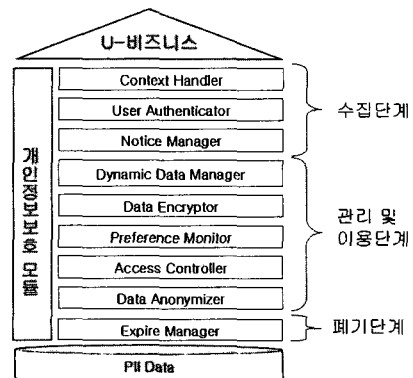 U-비즈니스
개인정보보호 모듈
Context Handler
User Authenticator
Notice Manager
수집단계
Dynamic Data Manager
Data Encryptor
Preference Monitor
Access Controller
Data Anonymizer
관리 및
이용단계
Expire Manager
폐기단계
PII Data